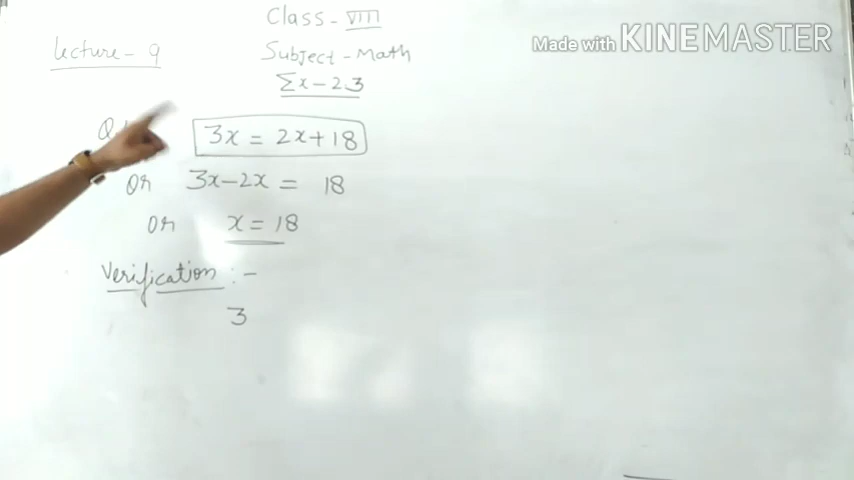 Class - VIII
Made with KINEMASTER
Lecture - 9
Subject - Math
Σx - 2.3
3x = 2x + 18
Or 3x - 2x = 18
Or x = 18
Verification :-
3